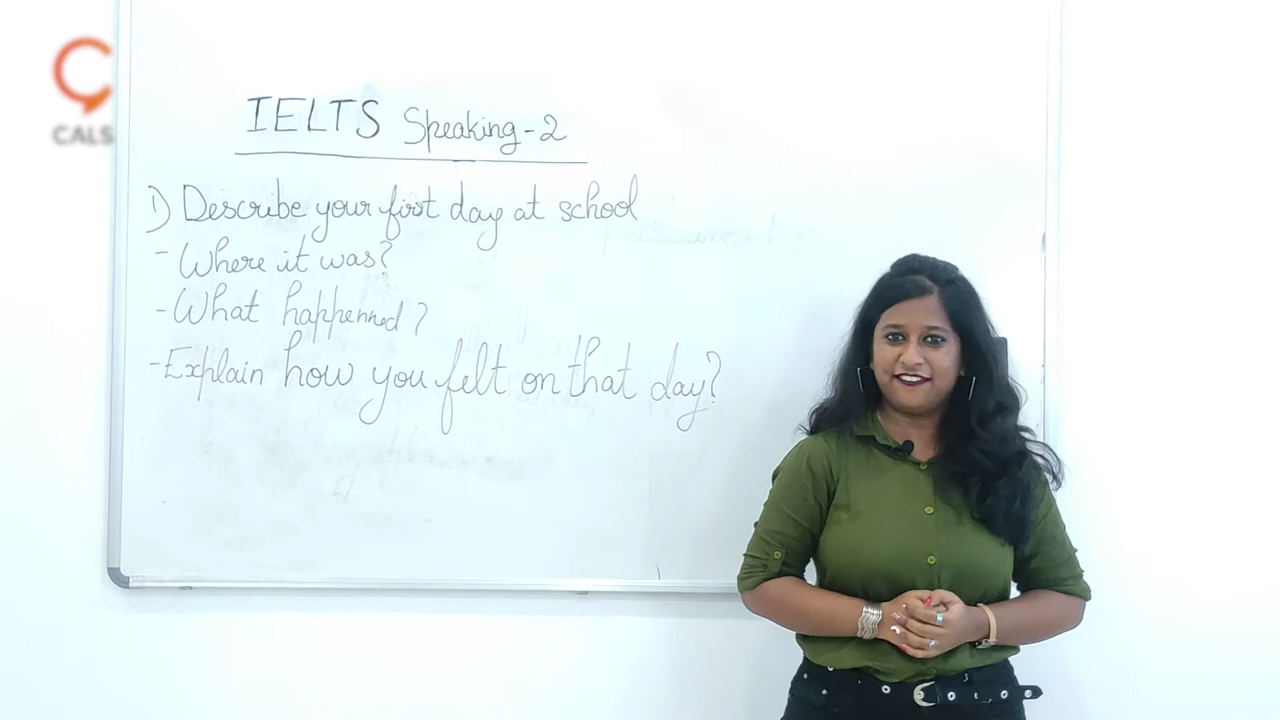 CALS
IELTS Speaking-2
1) Describe your first day at school
- Where it was?
- What happenned?
- Explain how you felt on that day?